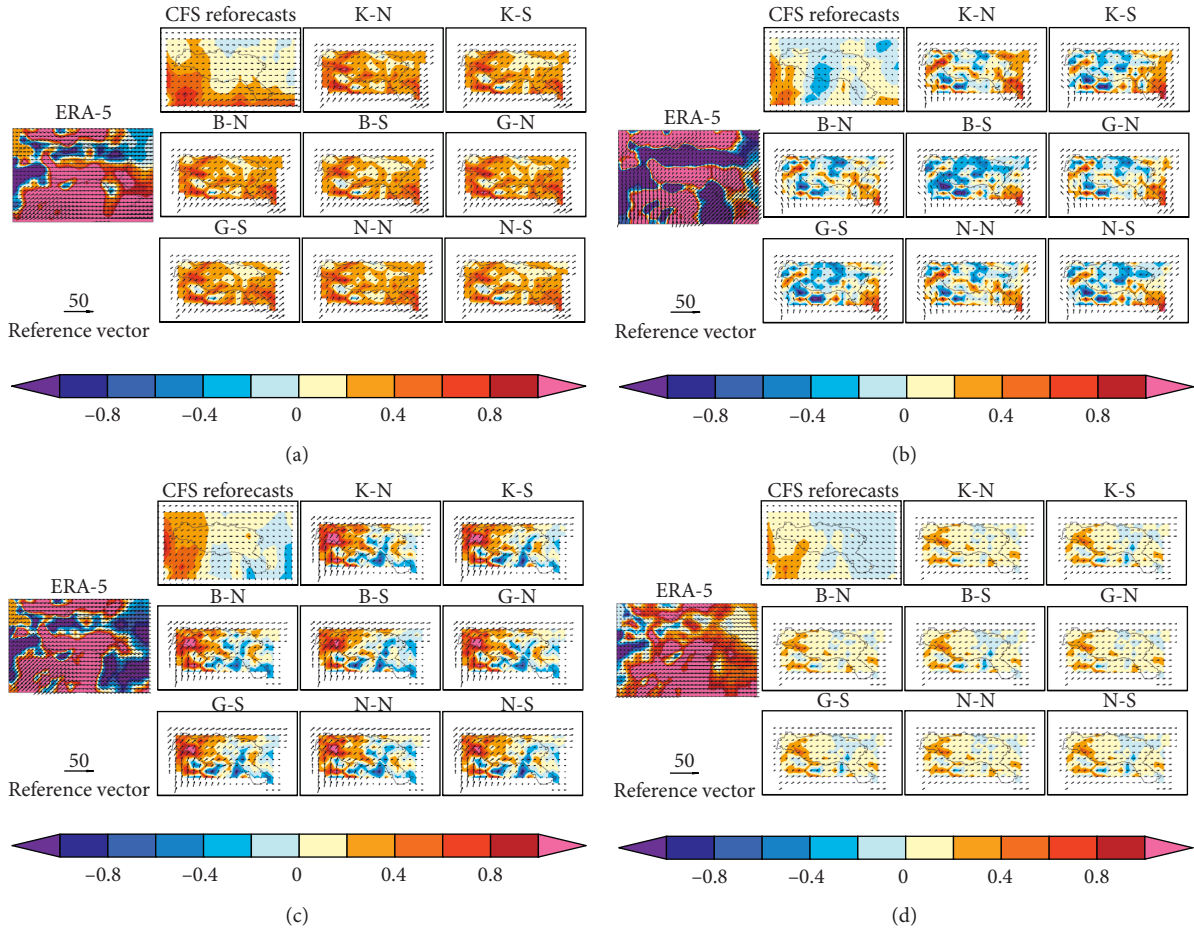 CFS reforecasts K-N K-S
ERA-5
B-N B-S G-N
G-S N-N N-S
50
Reference vector
−0.8 −0.4 0 0.4 0.8
(a)
CFS reforecasts K-N K-S
ERA-5
B-N B-S G-N
G-S N-N N-S
50
Reference vector
−0.8 −0.4 0 0.4 0.8
(b)
CFS reforecasts K-N K-S
ERA-5
B-N B-S G-N
G-S N-N N-S
50
Reference vector
−0.8 −0.4 0 0.4 0.8
(c)
CFS reforecasts K-N K-S
ERA-5
B-N B-S G-N
G-S N-N N-S
50
Reference vector
−0.8 −0.4 0 0.4 0.8
(d)